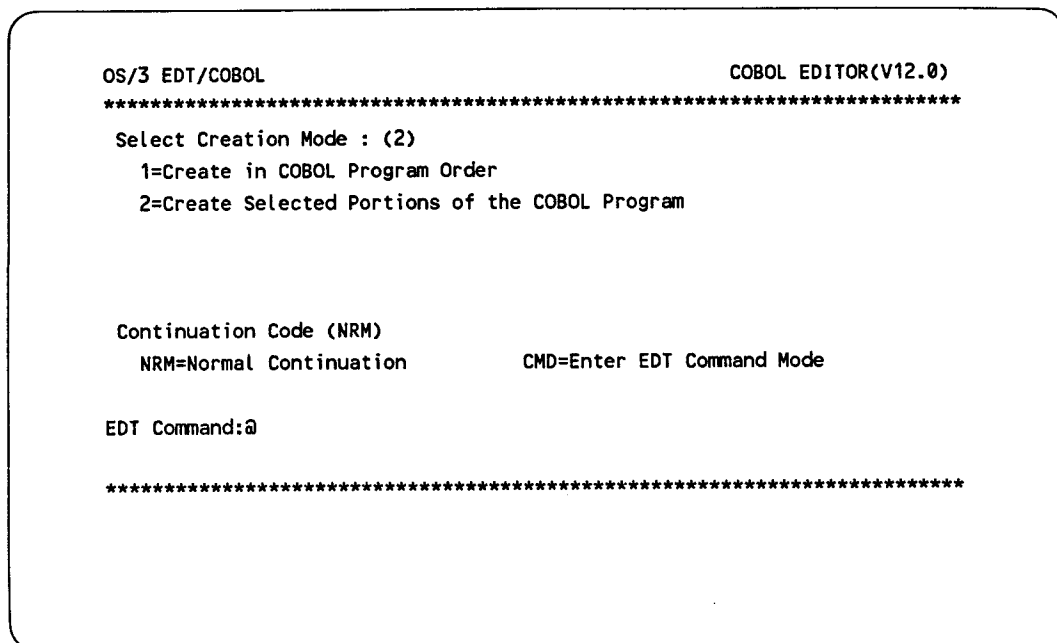 OS/3 EDT/COBOL COBOL EDITOR(V12.0)
*************************************************************************
Select Creation Mode : (2)
1=Create in COBOL Program Order
2=Create Selected Portions of the COBOL Program
Continuation Code (NRM)
NRM=Normal Continuation CMD=Enter EDT Command Mode
EDT Command:@
*************************************************************************